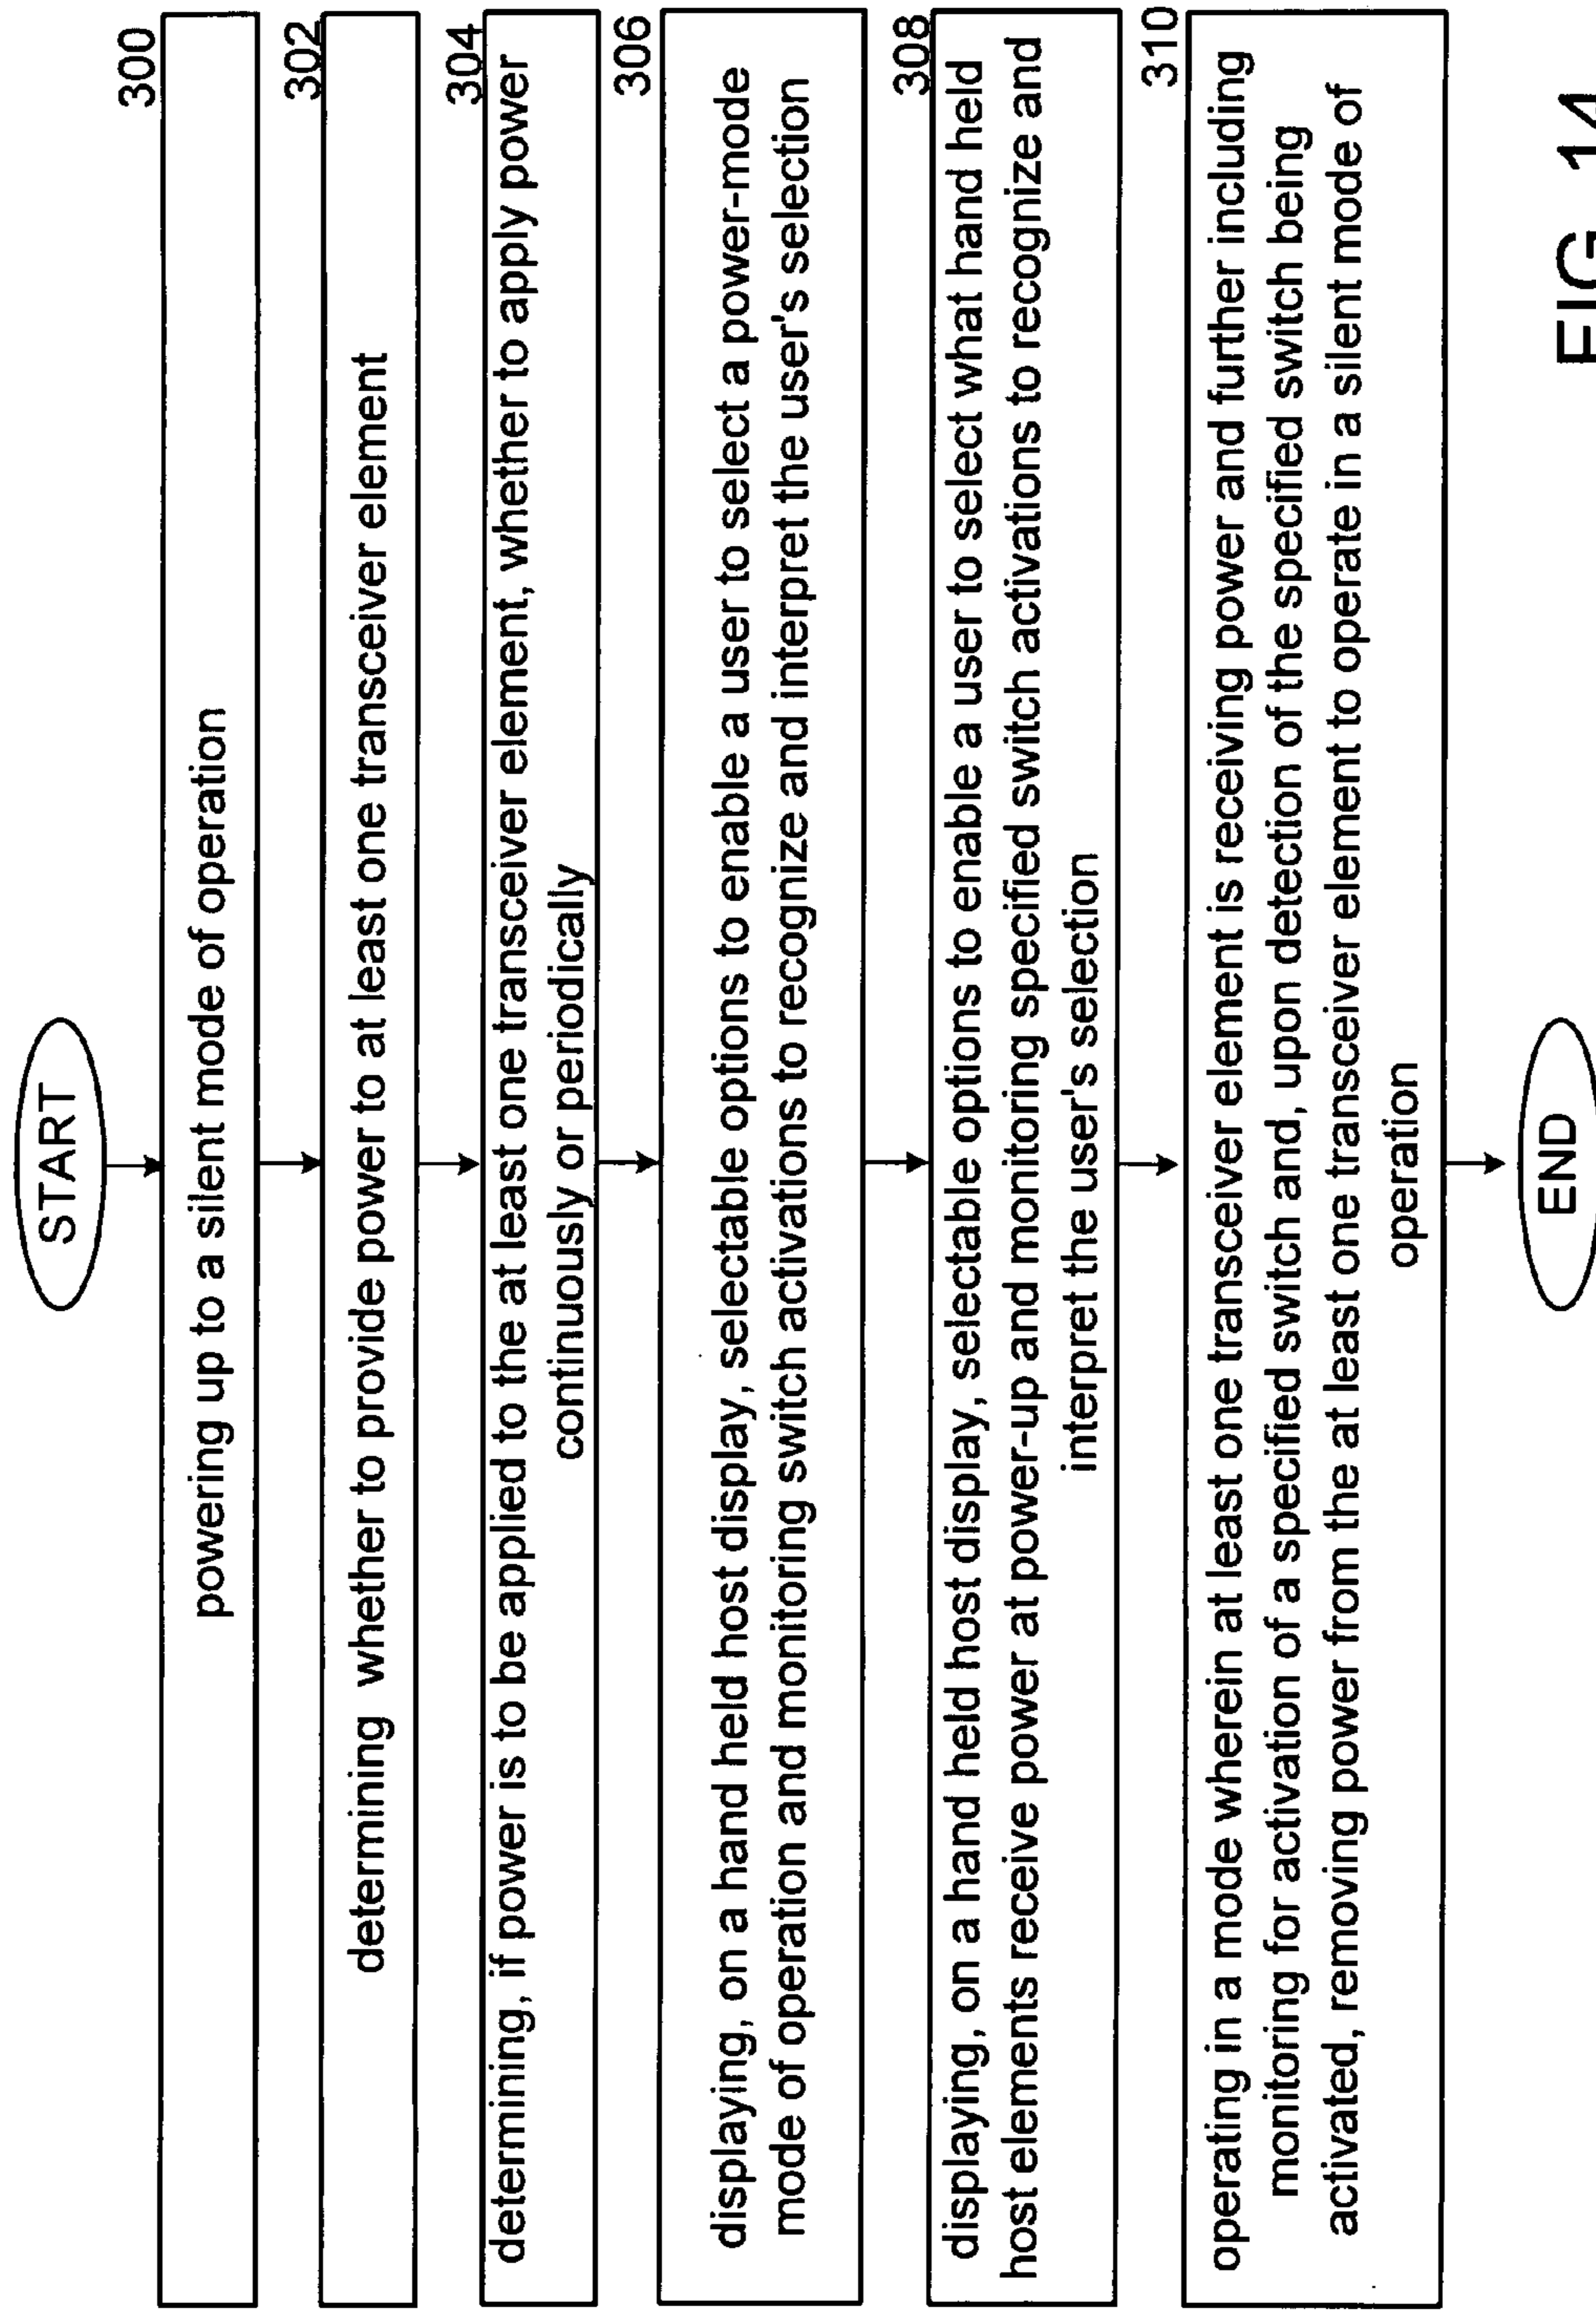 START
300
powering up to a silent mode of operation
302
determining whether to provide power to at least one transceiver element
304
determining, if power is to be applied to the at least one transceiver element, whether to apply power
continuously or periodically
306
displaying, on a hand held host display, selectable options to enable a user to select a power-mode
mode of operation and monitoring switch activations to recognize and interpret the user's selection
308
displaying, on a hand held host display, selectable options to enable a user to select what hand held
host elements receive power at power-up and monitoring specified switch activations to recognize and
interpret the user's selection
310
operating in a mode wherein at least one transceiver element is receiving power and further including
monitoring for activation of a specified switch and, upon detection of the specified switch being
activated, removing power from the at least one transceiver element to operate in a silent mode of
operation
END
FIG. 14